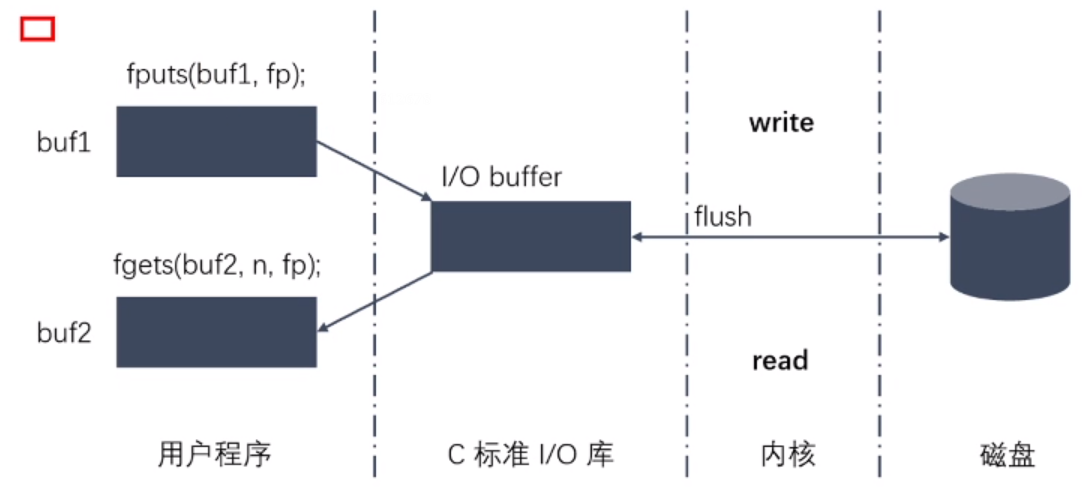 fputs(buf1, fp);
buf1
I/O buffer
write
flush
fgets(buf2, n, fp);
buf2
read
用户程序
C 标准 I/O 库
内核
磁盘